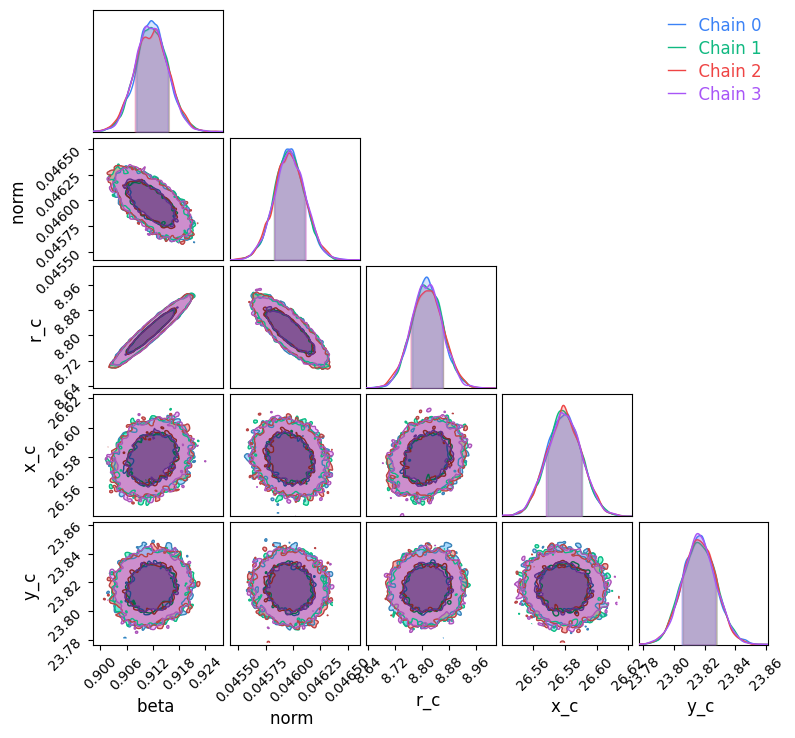 Chain 0
Chain 1
Chain 2
Chain 3
norm
0.04650
0.04625
0.04600
0.04575
0.04550
r_c
8.96
8.88
8.80
8.72
8.64
x_c
26.62
26.60
26.58
26.56
y_c
23.86
23.84
23.82
23.80
23.78
0.900 0.906 0.912 0.918 0.924
0.04550 0.04575 0.04600 0.04625 0.04650
8.64 8.72 8.80 8.88 8.96
26.56 26.58 26.60 26.62
23.78 23.80 23.82 23.84 23.86
beta norm r_c x_c y_c